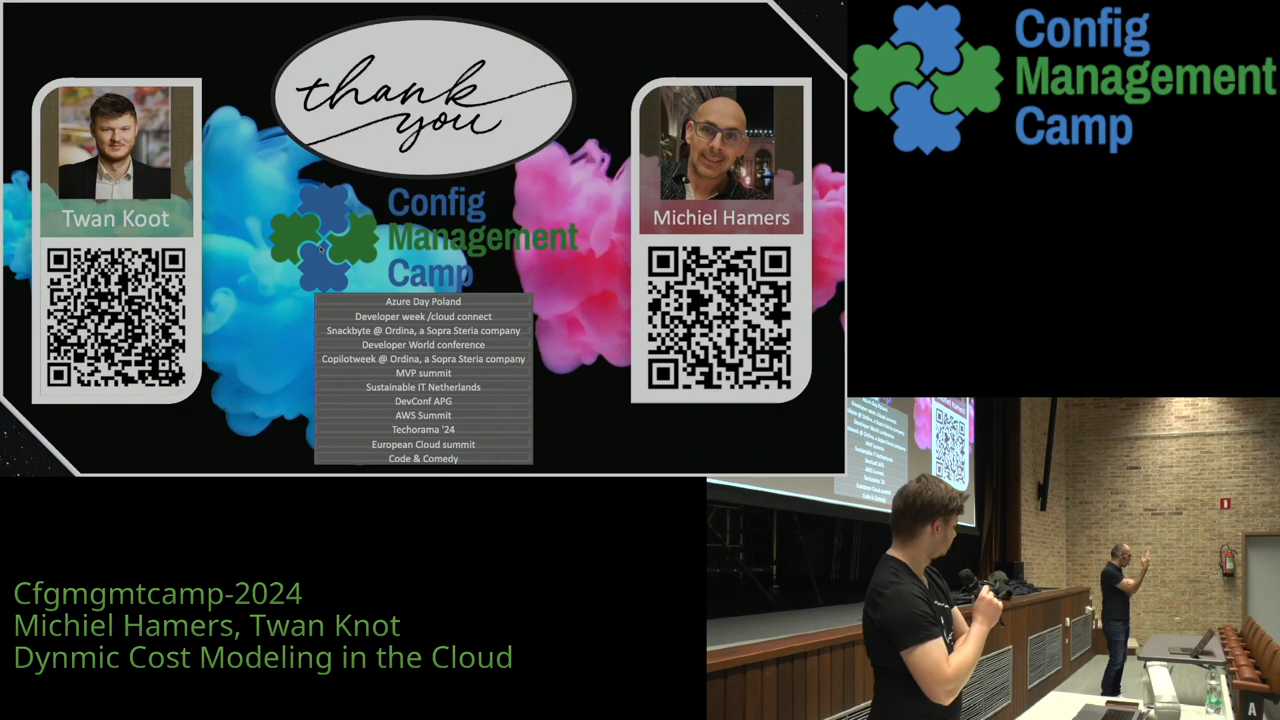 thank
you
Twan Koot
Config
Management
Camp
Michiel Hamers
Azure Day Poland
Developer week /cloud connect
Snackbyte @ Ordina, a Sopra Steria company
Developer World conference
Copilotweek @ Ordina, a Sopra Steria company
MVP summit
Sustainable IT Netherlands
DevConf APG
AWS Summit
Techorama '24
European Cloud summit
Code & Comedy
Config
Management
Camp
Cfgmgmtcamp-2024
Michiel Hamers, Twan Knot
Dynmic Cost Modeling in the Cloud
A